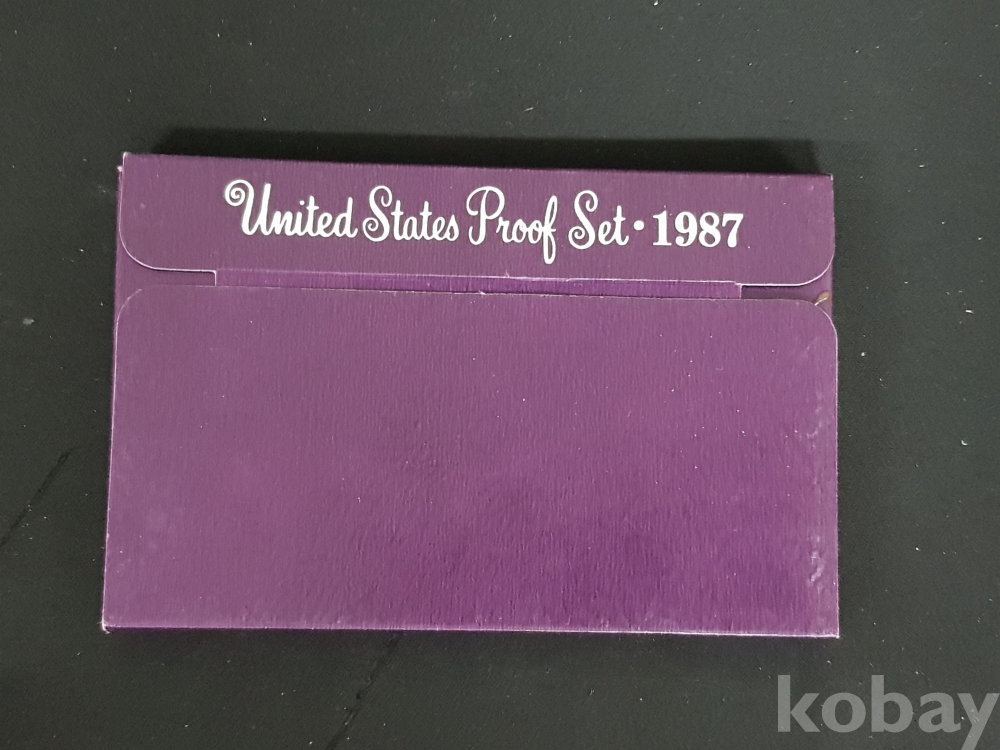 United States Proof Set • 1987
kobay